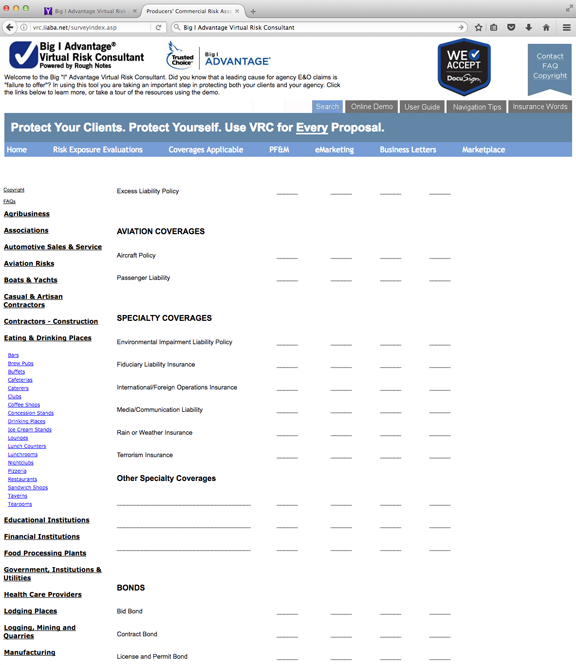 Big I Advantage Virtual Risk
Producers' Commercial Risk Ass
vrc.iiaba.net/surveyindex.asp
Big I Advantage Virtual Risk Consultant
Big I Advantage®
Virtual Risk Consultant
Powered by Rough Notes
Trusted Choice®
Big I
ADVANTAGE®
WE ACCEPT
DocuSign
Contact
FAQ
Copyright
Welcome to the Big "I" Advantage Virtual Risk Consultant. Did you know that a leading cause for agency E&O claims is
"failure to offer"? In using this tool you are taking an important step in protecting both your clients and your agency. Click
the links below to learn more, or take a tour of the resources using the demo.
Search Online Demo User Guide Navigation Tips Insurance Words
Protect Your Clients. Protect Yourself. Use VRC for Every Proposal.
Home Risk Exposure Evaluations Coverages Applicable PF&M eMarketing Business Letters Marketplace
Copyright
FAQs
Agribusiness
Associations
Automotive Sales & Service
Aviation Risks
Boats & Yachts
Casual & Artisan
Contractors
Contractors - Construction
Eating & Drinking Places
Bars
Brew Pubs
Buffets
Cafeterias
Caterers
Clubs
Coffee Shops
Concession Stands
Drinking Places
Ice Cream Stands
Lounges
Lunch Counters
Lunchrooms
Nightclubs
Pizzeria
Restaurants
Sandwich Shops
Taverns
Tearooms
Educational Institutions
Financial Institutions
Food Processing Plants
Government, Institutions &
Utilities
Health Care Providers
Lodging Places
Logging, Mining and
Quarries
Manufacturing
Excess Liability Policy
AVIATION COVERAGES
Aircraft Policy
Passenger Liability
SPECIALTY COVERAGES
Environmental Impairment Liability Policy
Fiduciary Liability Insurance
International/Foreign Operations Insurance
Media/Communication Liability
Rain or Weather Insurance
Terrorism Insurance
Other Specialty Coverages
BONDS
Bid Bond
Contract Bond
License and Permit Bond